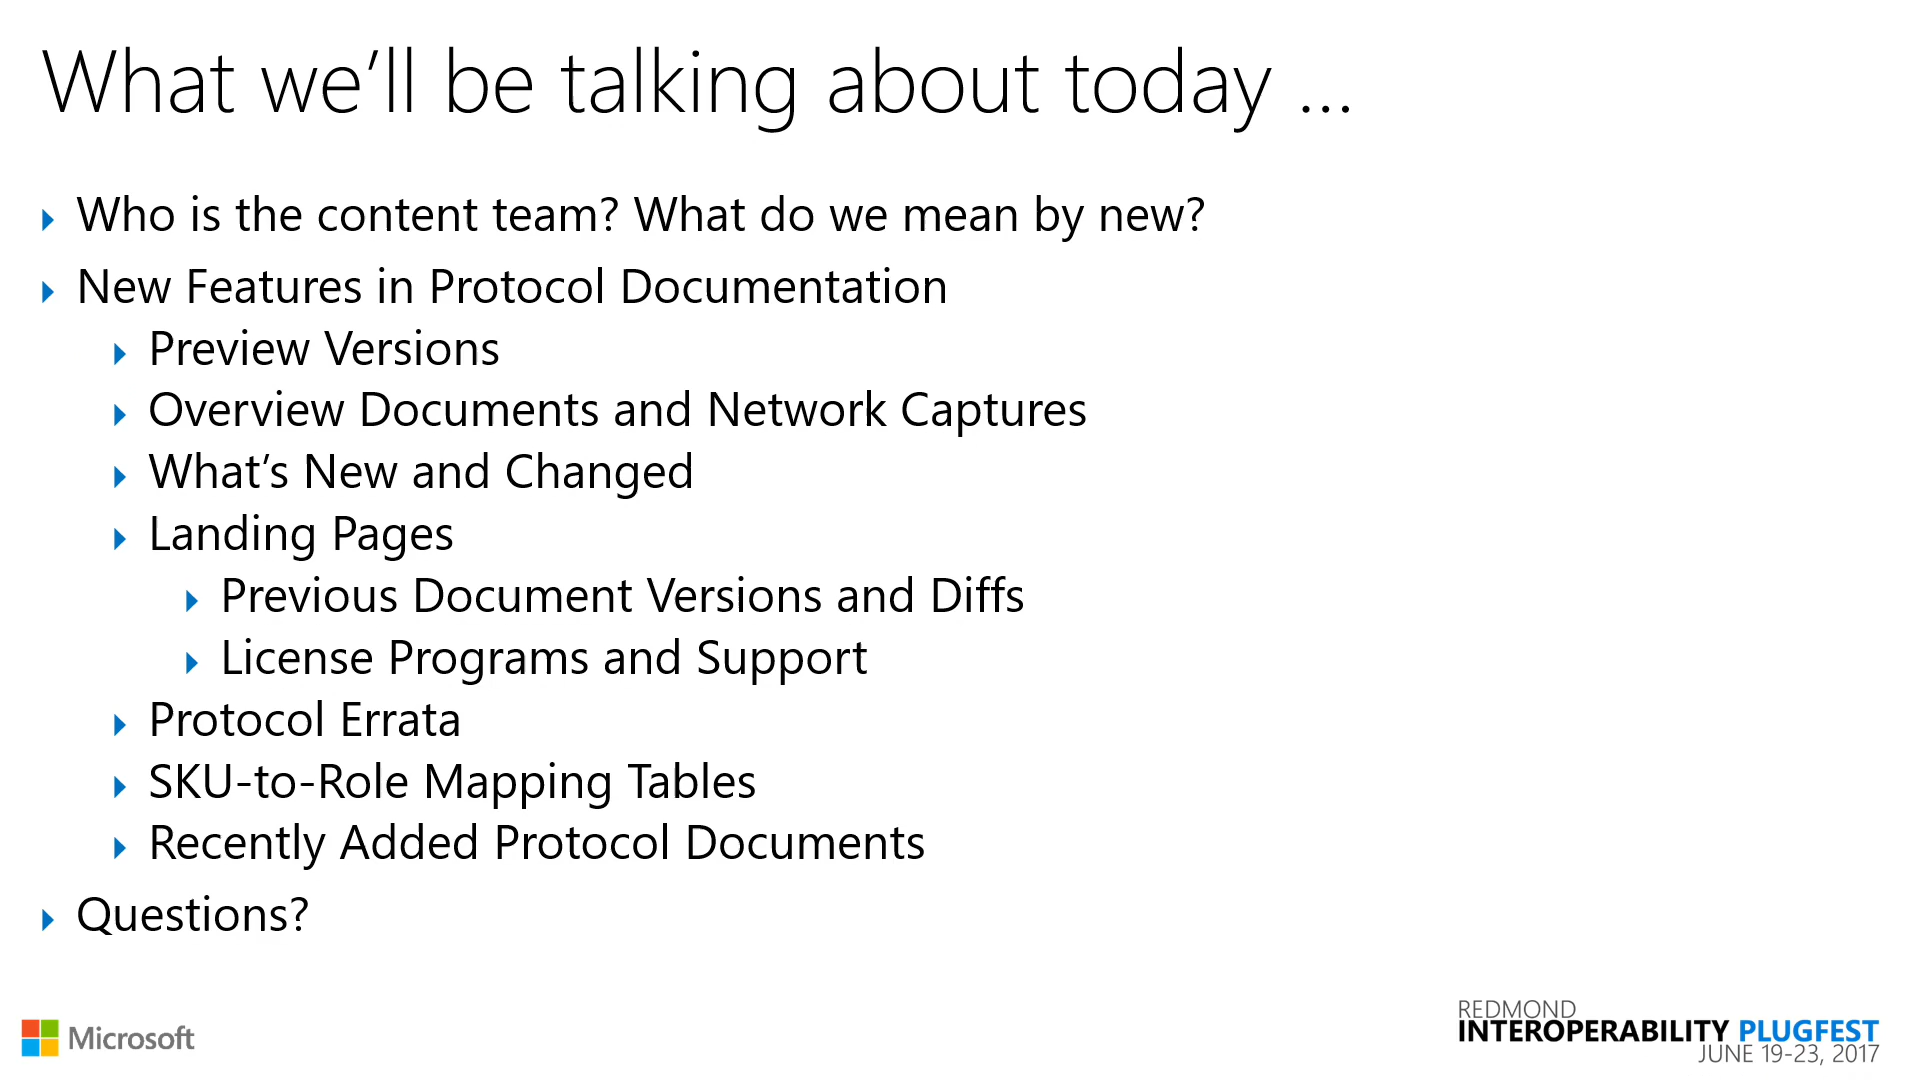 What we’ll be talking about today ...
Who is the content team? What do we mean by new?
New Features in Protocol Documentation
Preview Versions
Overview Documents and Network Captures
What’s New and Changed
Landing Pages
Previous Document Versions and Diffs
License Programs and Support
Protocol Errata
SKU-to-Role Mapping Tables
Recently Added Protocol Documents
Questions?
Microsoft
REDMOND
INTEROPERABILITY PLUGFEST
JUNE 19-23, 2017